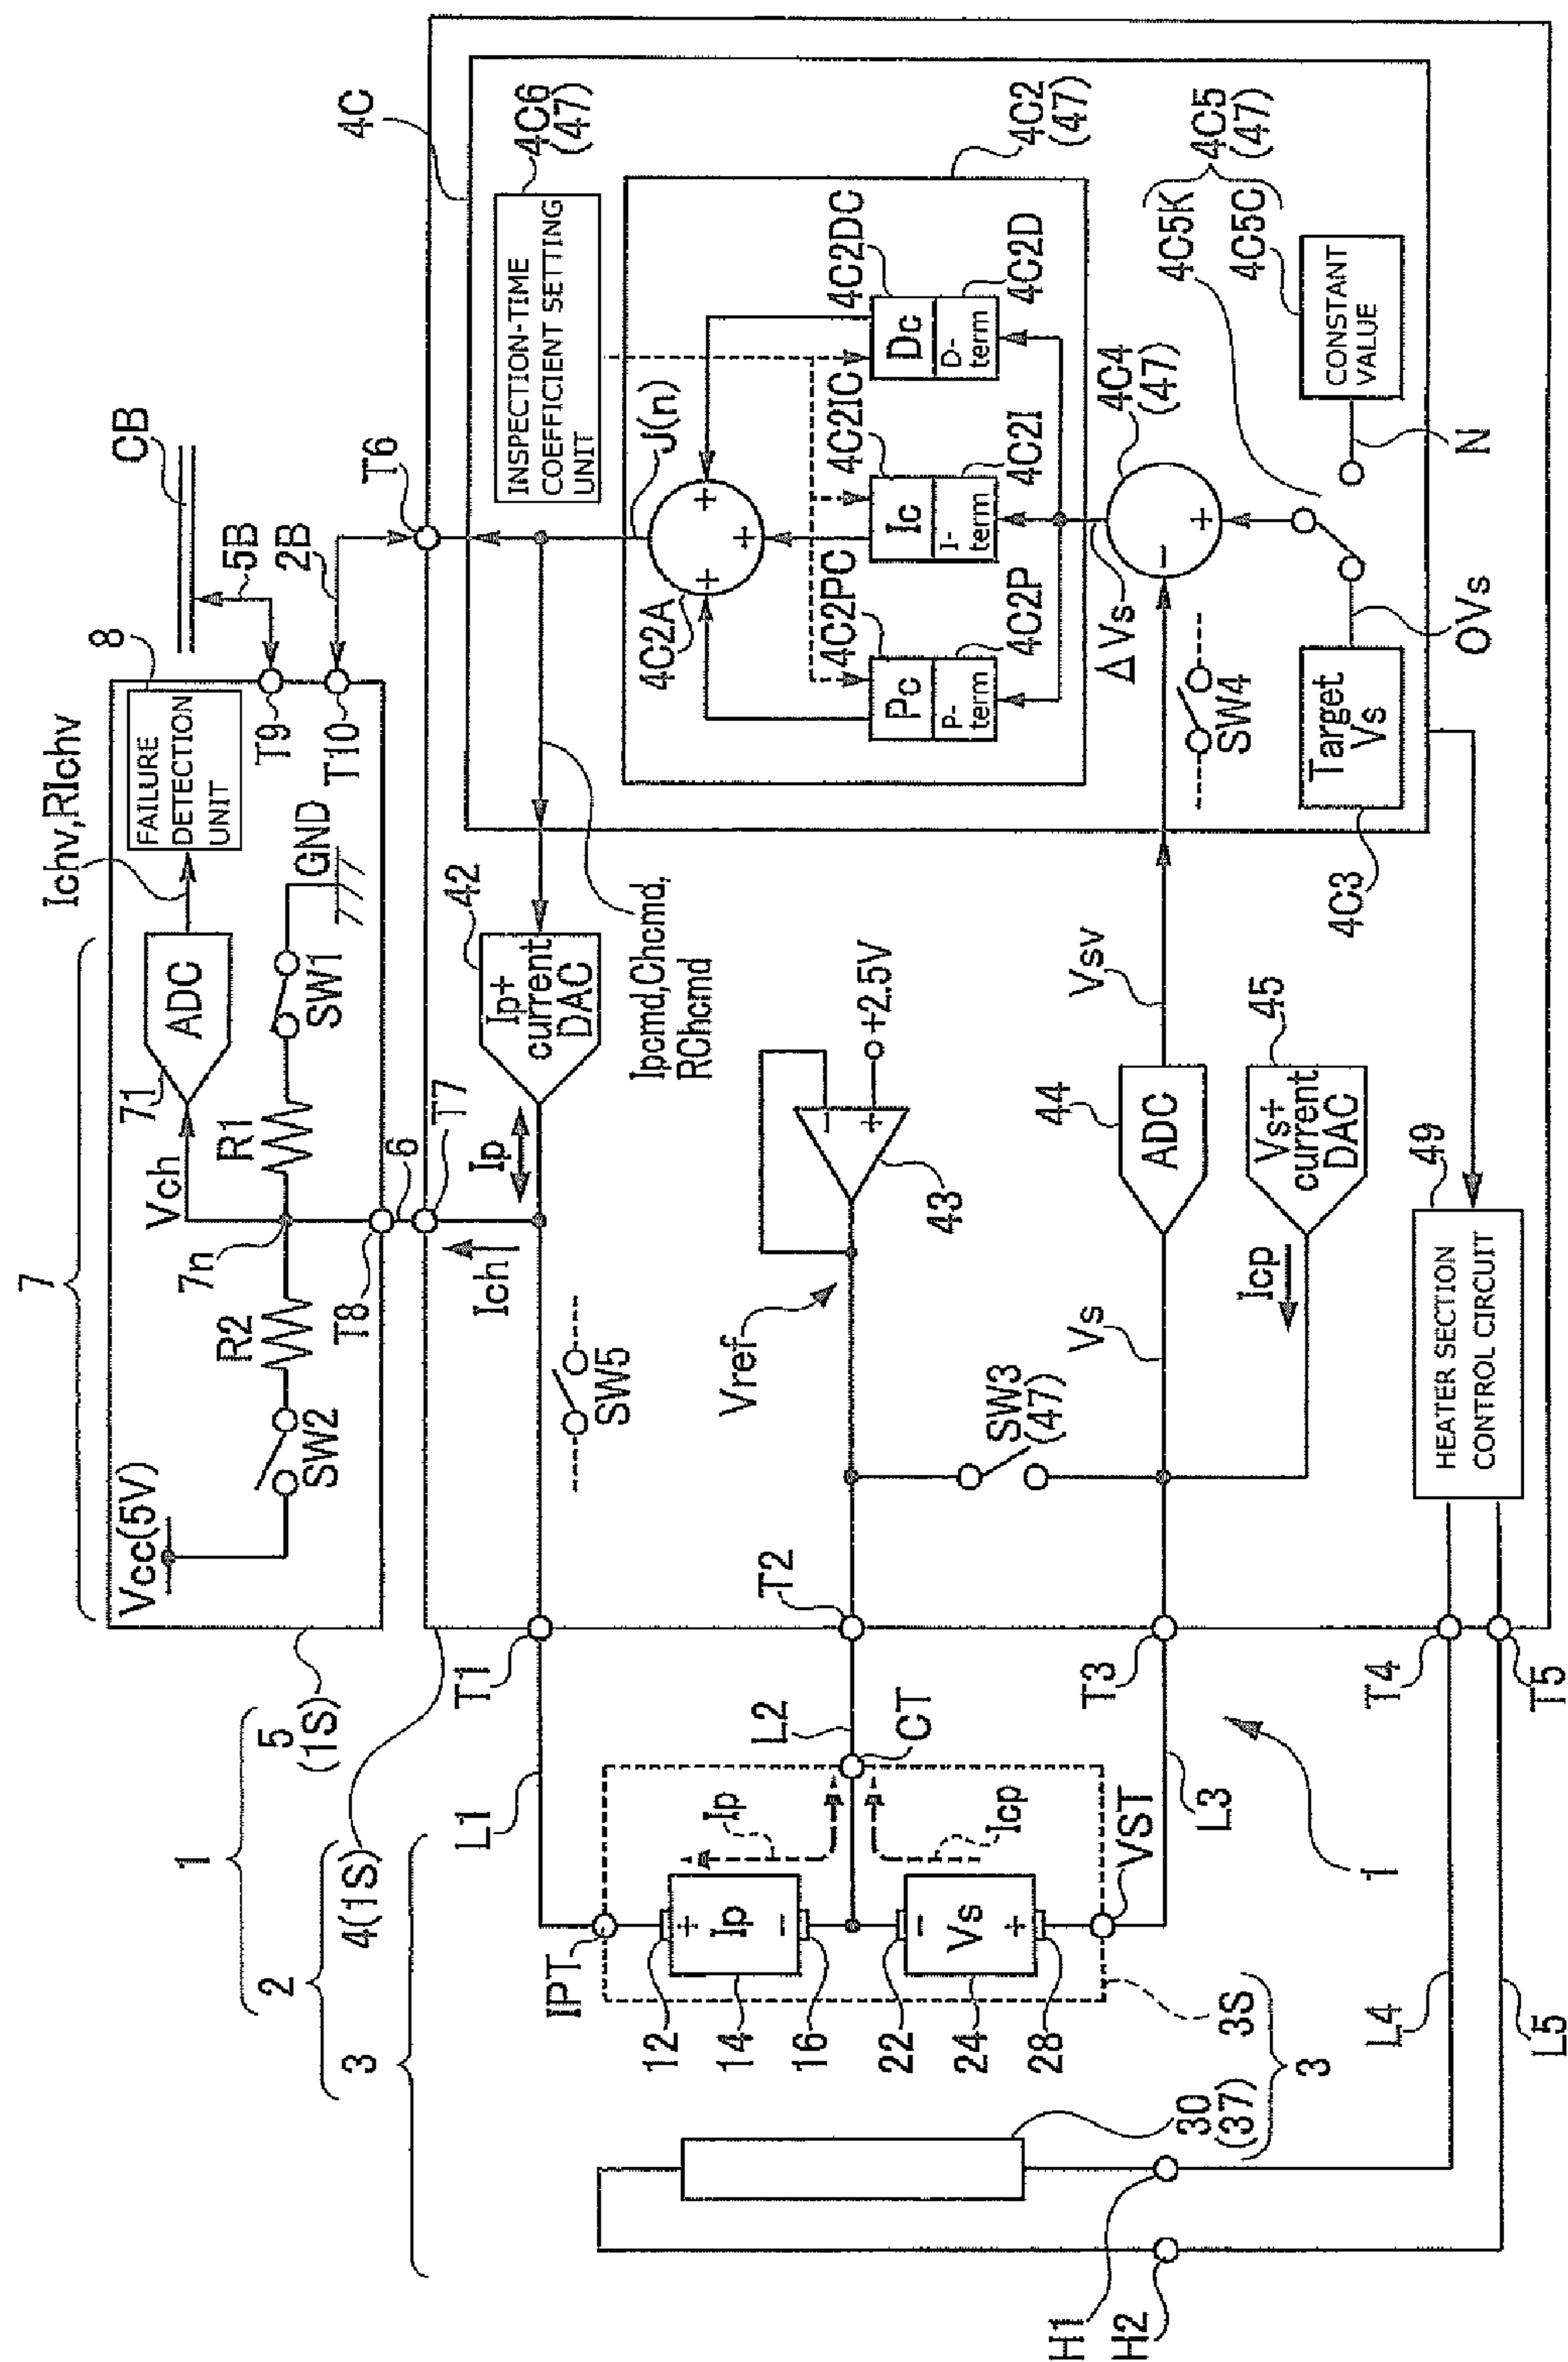 1
2
3
5
(1S)
4(1S)
7
Vcc(5V)
SW2
R2
7n
Vch
R1
71
ADC
SW1
GND
Ichv,RIchv
FAILURE
DETECTION
UNIT
8
CB
T9
T10
5B
2B
T6
T8
6
T7
4C
L1
T1
Ich
Ip
SW5
42
Ip+
current
DAC
Ipcmd,Chcmd,
RChcmd
INSPECTION-TIME
COEFFICIENT SETTING
UNIT
4C6
(47)
J(n)
4C2A
+
+
+
4C2
(47)
4C2PC
Pc
P-
term
4C2P
4C2IC
Ic
I-
term
4C2I
4C2DC
Dc
D-
term
4C2D
IPT
12
+
Ip
-
14
16
Ip
L2
T2
CT
Vref
43
-
+
+2.5V
SW3
(47)
22
-
Vs
+
24
28
Icp
VST
L3
T3
Vs
44
ADC
Vsv
ΔVs
-
+
4C4
(47)
SW4
Icp
45
Vs+
current
DAC
4C3
Target
Vs
OVs
N
4C5K
4C5C
4C5
(47)
CONSTANT
VALUE
49
HEATER SECTION
CONTROL CIRCUIT
T4
T5
L4
L5
1
3S
30
(37)
3
H1
H2